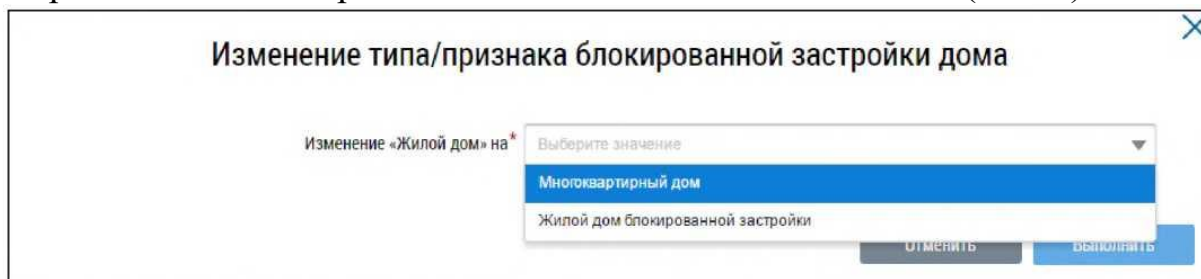 Изменение типа/признака блокированной застройки дома
Изменение «Жилой дом» на*
Выберите значение
Многоквартирный дом
Жилой дом блокированной застройки
Отменить
Выполнить